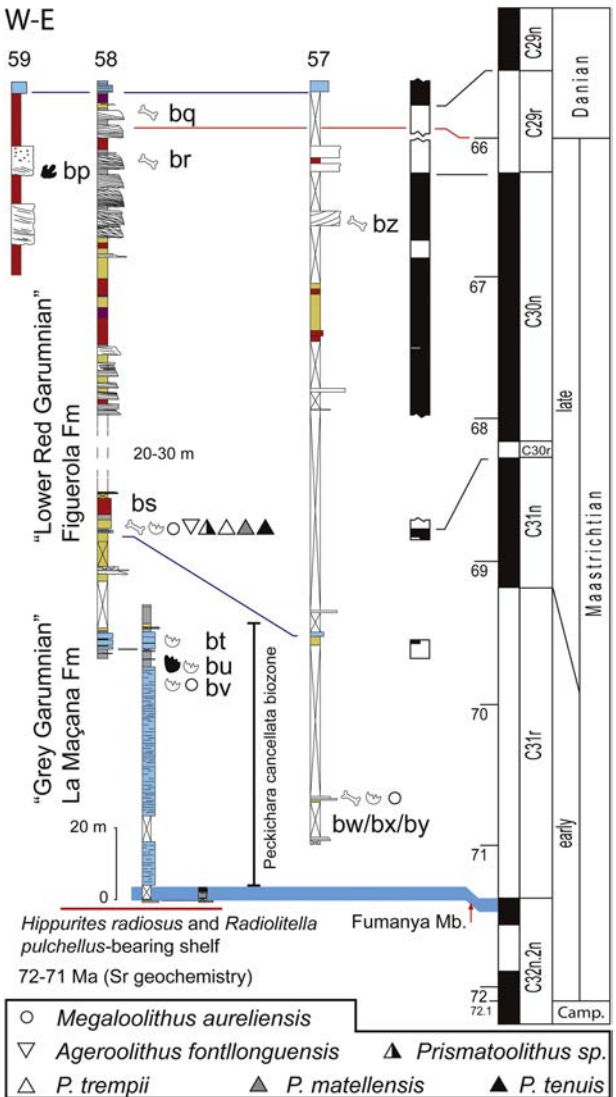 W-E
59 58 57
bq
br
bp
bz
"Lower Red Garumnian"
Figuerola Fm
20-30 m
bs
bt
bu
bv
"Grey Garumnian"
La Maçana Fm
Peckichara cancellata biozone
bw/bx/by
20 m
0
Hippurites radiosus and Radiolitella
pulchellus-bearing shelf
72-71 Ma (Sr geochemistry)
Fumanya Mb.
66
67
68
69
70
71
72
72.1
C29n
C29r
C30n
C30r
C31n
C31r
C32n.2n
late
early
Danian
Maastrichtian
Camp.
Megaloolithus aureliensis
Ageroolithus fontllonguensis Prismatoolithus sp.
P. trempii P. matellensis P. tenuis